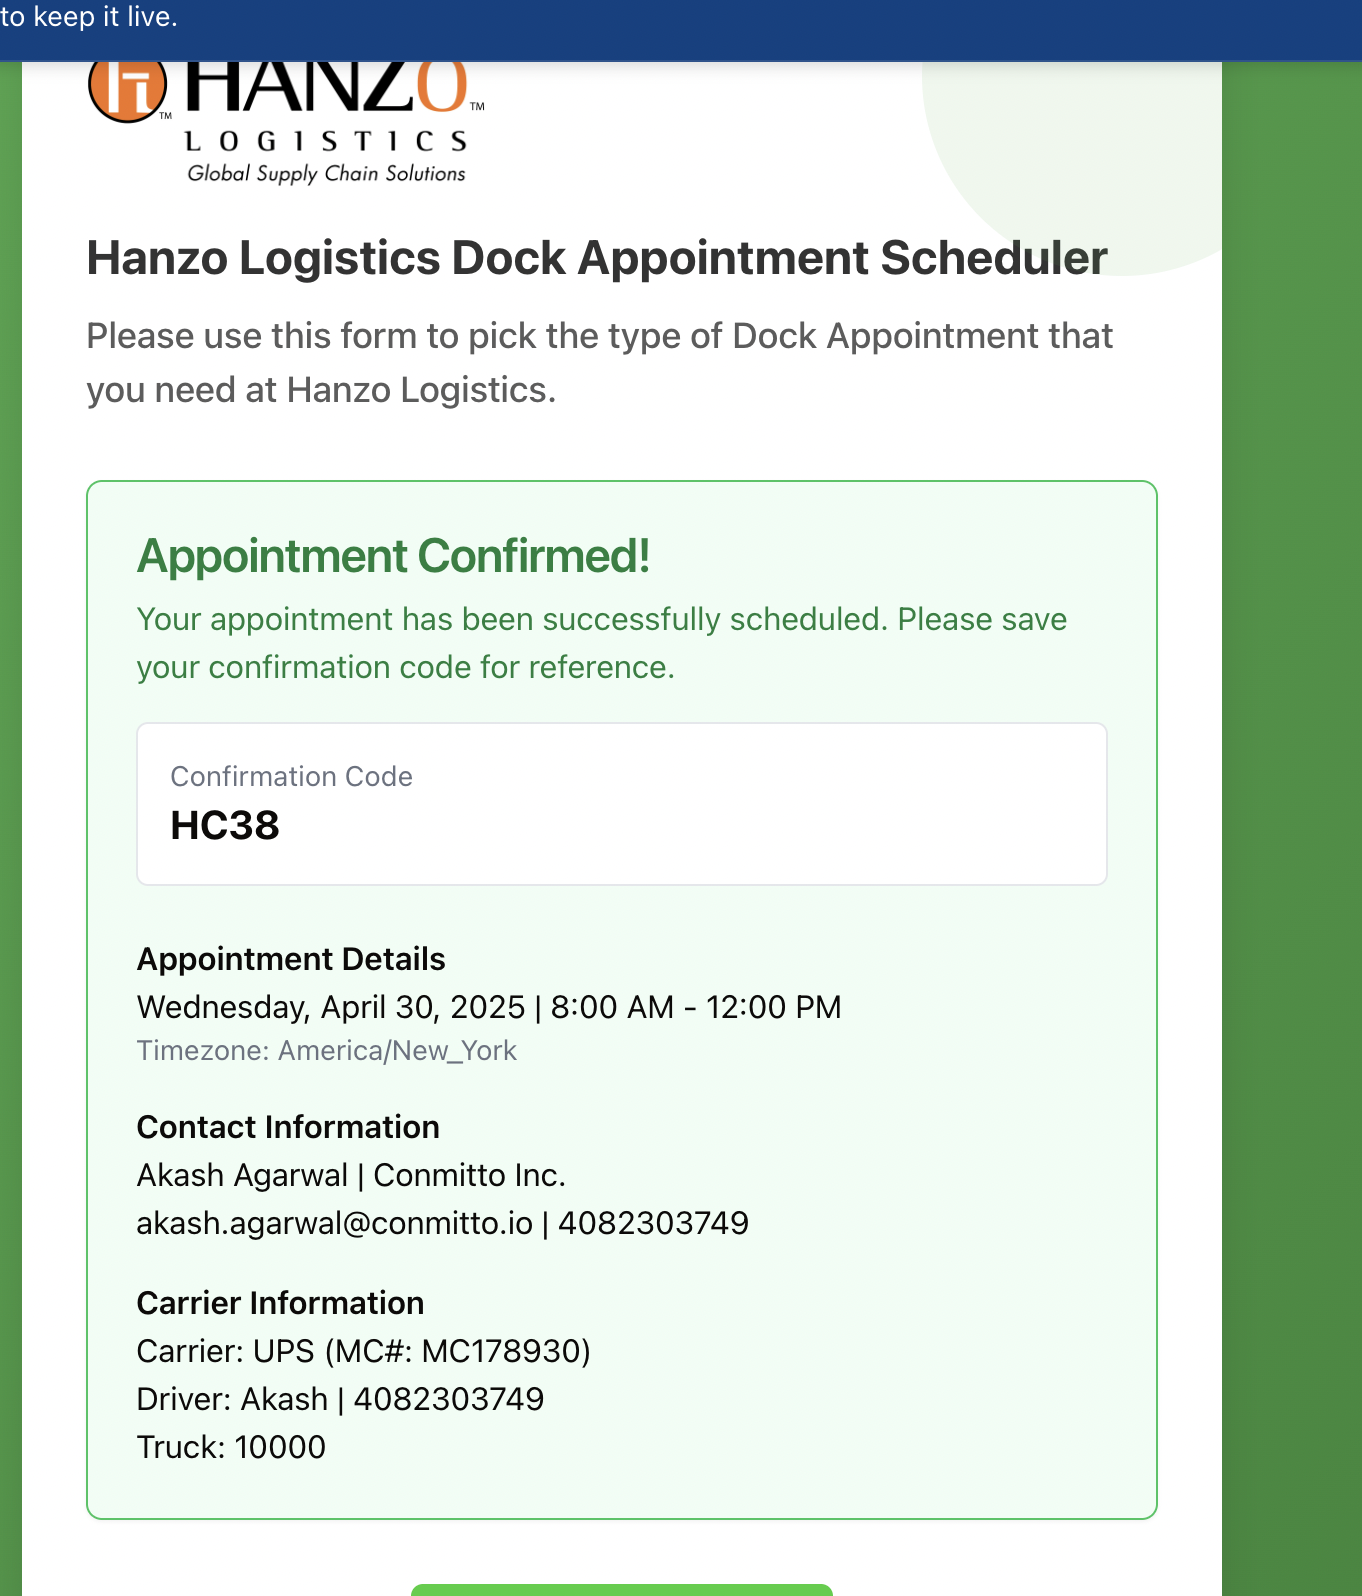 to keep it live.
HANZO™
™
LOGISTICS
Global Supply Chain Solutions
Hanzo Logistics Dock Appointment Scheduler
Please use this form to pick the type of Dock Appointment that
you need at Hanzo Logistics.
Appointment Confirmed!
Your appointment has been successfully scheduled. Please save
your confirmation code for reference.
Confirmation Code
HC38
Appointment Details
Wednesday, April 30, 2025 | 8:00 AM - 12:00 PM
Timezone: America/New_York
Contact Information
Akash Agarwal | Conmitto Inc.
akash.agarwal@conmitto.io | 4082303749
Carrier Information
Carrier: UPS (MC#: MC178930)
Driver: Akash | 4082303749
Truck: 10000